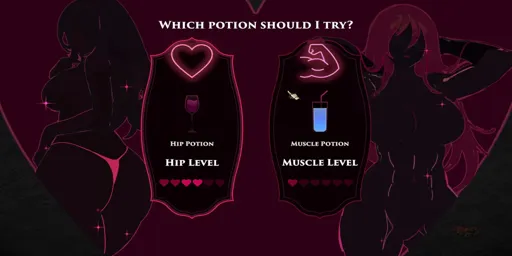 Which potion should I try?
Hip Potion
Hip Level
Muscle Potion
Muscle Level